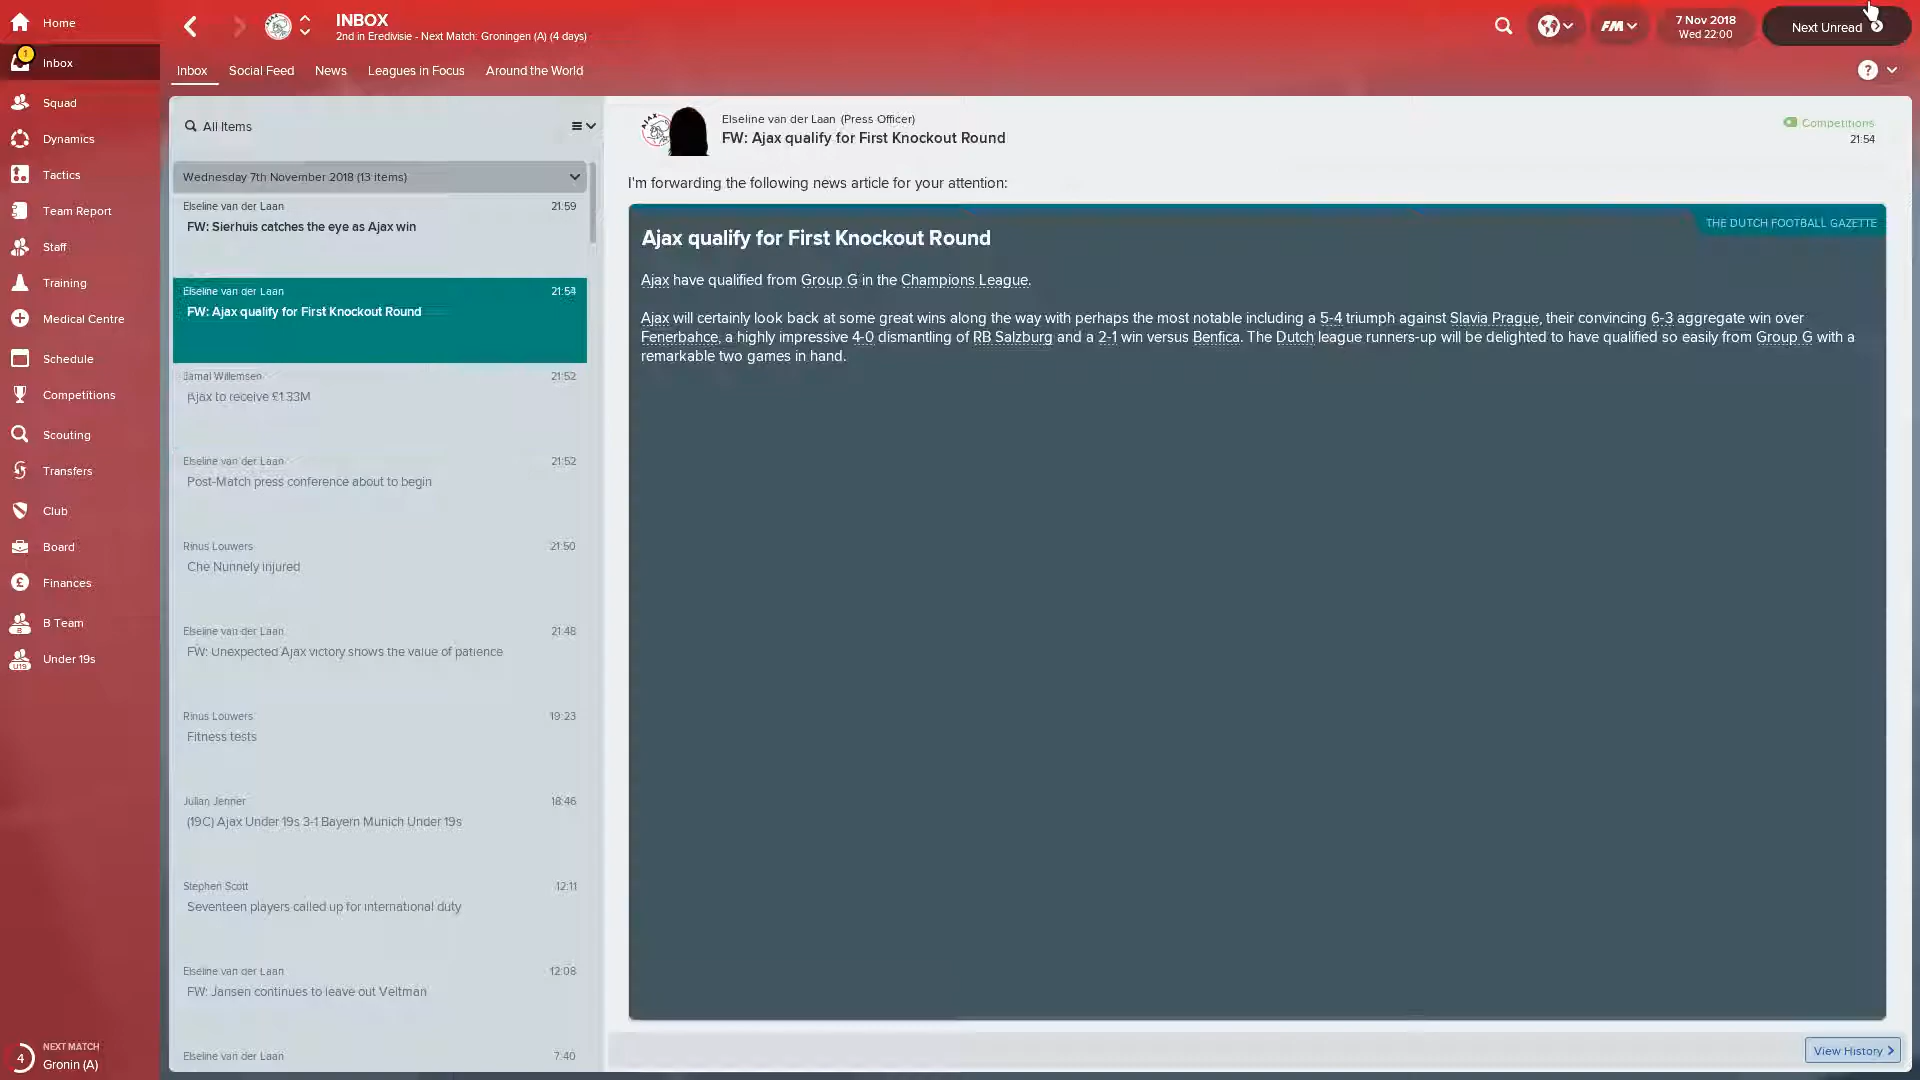 Home
1
Inbox
Squad
Dynamics
Tactics
Team Report
Staff
Training
Medical Centre
Schedule
Competitions
Scouting
Transfers
Club
Board
Finances
B Team
Under 19s
4
NEXT MATCH
Gronin (A)
INBOX
2nd in Eredivisie - Next Match: Groningen (A) (4 days)
FM
7 Nov 2018
Wed 22:00
Next Unread
Inbox Social Feed News Leagues in Focus Around the World
?
All Items
Wednesday 7th November 2018 (13 items)
Elseline van der Laan 21:59
FW: Sierhuis catches the eye as Ajax win
Elseline van der Laan 21:54
FW: Ajax qualify for First Knockout Round
Jamal Willemsen 21:52
Ajax to receive £1.33M
Elseline van der Laan 21:52
Post-Match press conference about to begin
Rinus Louwers 21:50
Che Nunnely injured
Elseline van der Laan 21:48
FW: Unexpected Ajax victory shows the value of patience
Rinus Louwers 19:23
Fitness tests
Julian Jenner 18:46
(19C) Ajax Under 19s 3-1 Bayern Munich Under 19s
Stephen Scott 12:11
Seventeen players called up for international duty
Elseline van der Laan 12:08
FW: Jansen continues to leave out Veltman
Elseline van der Laan 7:40
Elseline van der Laan (Press Officer)
FW: Ajax qualify for First Knockout Round
Competitions
21:54
I'm forwarding the following news article for your attention:
THE DUTCH FOOTBALL GAZETTE
Ajax qualify for First Knockout Round
Ajax have qualified from Group G in the Champions League.
Ajax will certainly look back at some great wins along the way with perhaps the most notable including a 5-4 triumph against Slavia Prague, their convincing 6-3 aggregate win over
Fenerbahce, a highly impressive 4-0 dismantling of RB Salzburg and a 2-1 win versus Benfica. The Dutch league runners-up will be delighted to have qualified so easily from Group G with a
remarkable two games in hand.
View History